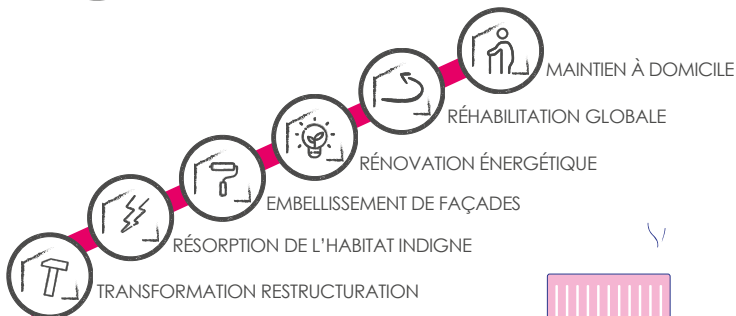 MAINTIEN À DOMICILE
RÉHABILITATION GLOBALE
RÉNOVATION ÉNERGÉTIQUE
EMBELLISSEMENT DE FAÇADES
RÉSORPTION DE L'HABITAT INDIGNE
TRANSFORMATION RESTRUCTURATION